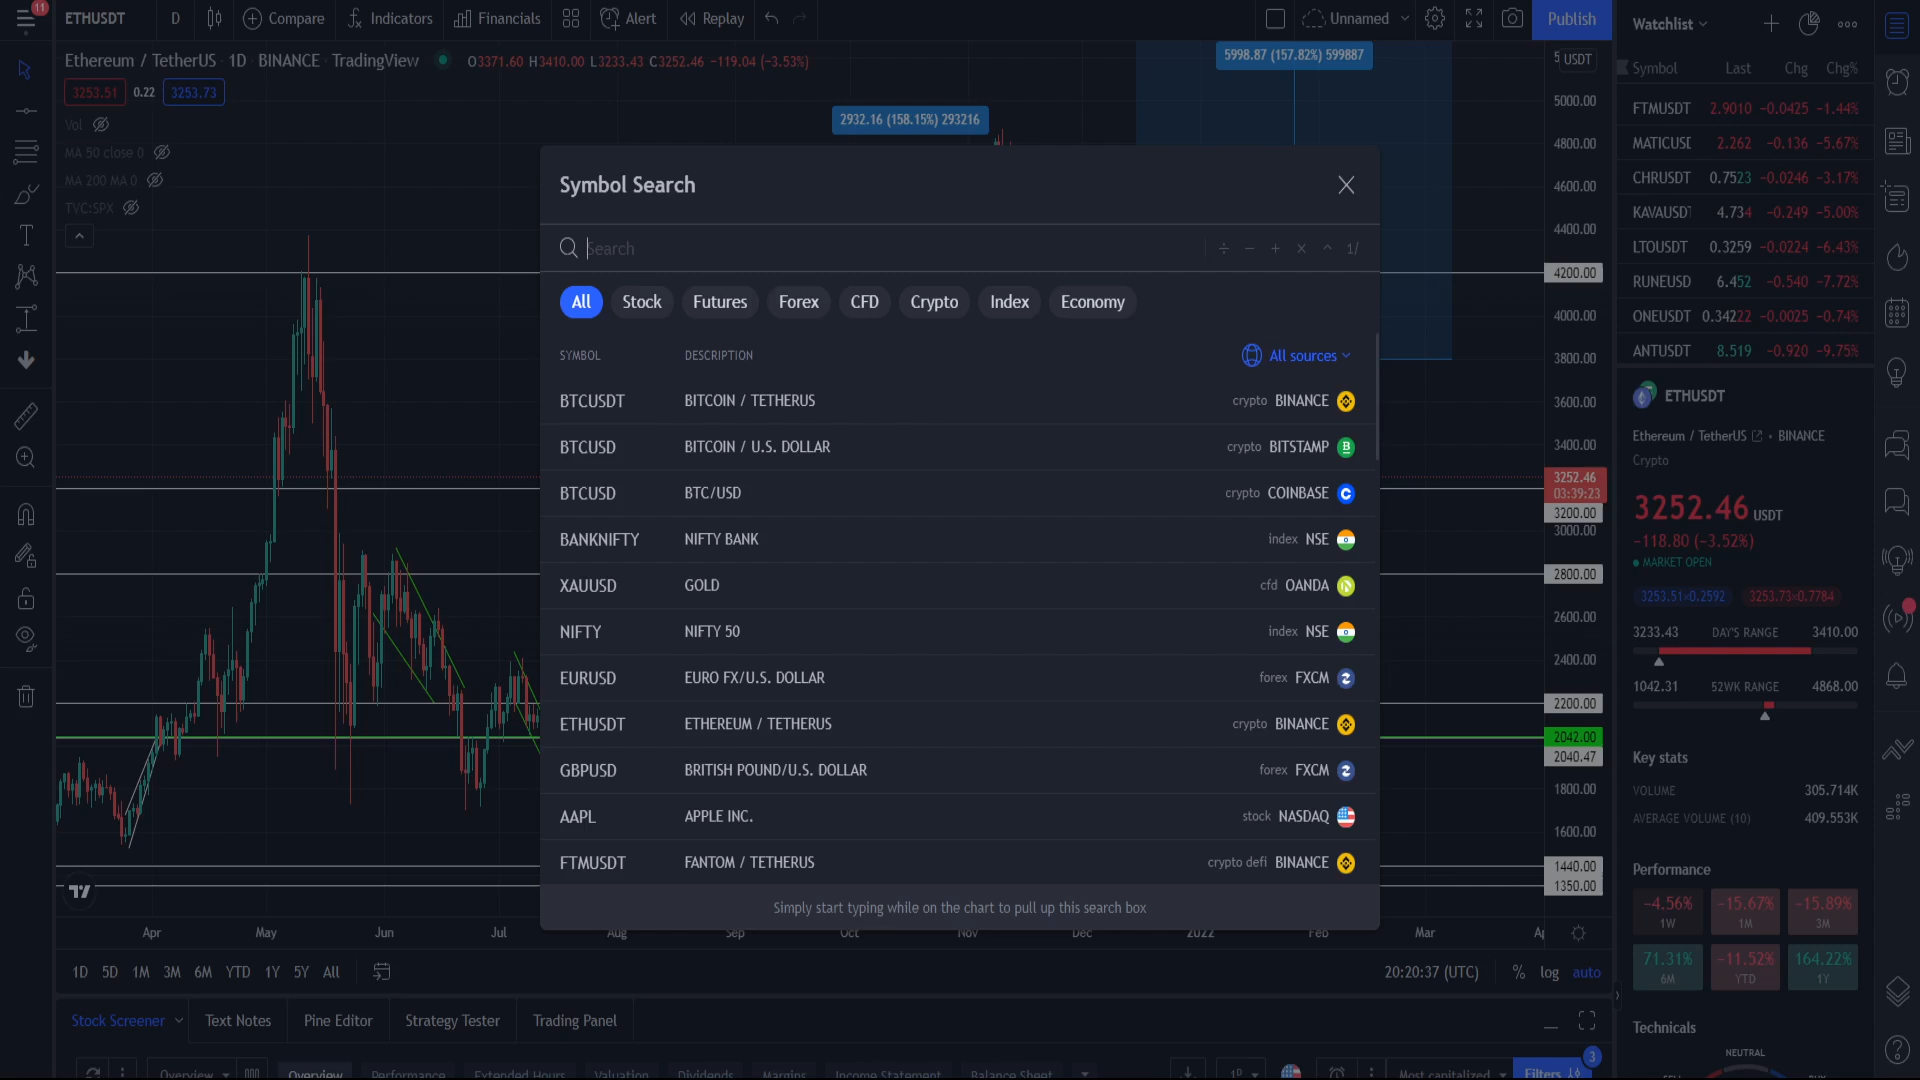 11
ETHUSDT D Compare Indicators Financials Alert Replay Unnamed Publish
Ethereum / TetherUS 1D BINANCE TradingView O3371.60 H3410.00 L3233.43 C3252.46 −119.04 (−3.53%)
3253.51 0.22 3253.73
Vol
MA 50 close 0
MA 200 MA 0
TVC:SPX
2932.16 (158.15%) 293216
5998.87 (157.82%) 599887
USDT
5000.00
4800.00
4600.00
4400.00
4200.00
4000.00
3800.00
3600.00
3400.00
3252.46
03:39:23
3200.00
3000.00
2800.00
2600.00
2400.00
2200.00
2042.00
2040.47
1800.00
1600.00
1440.00
1350.00
Symbol Search
Search
÷ − + × ^ 1/
All Stock Futures Forex CFD Crypto Index Economy
SYMBOL DESCRIPTION All sources
BTCUSDT BITCOIN / TETHERUS crypto BINANCE
BTCUSD BITCOIN / U.S. DOLLAR crypto BITSTAMP
BTCUSD BTC/USD crypto COINBASE
BANKNIFTY NIFTY BANK index NSE
XAUUSD GOLD cfd OANDA
NIFTY NIFTY 50 index NSE
EURUSD EURO FX/U.S. DOLLAR forex FXCM
ETHUSDT ETHEREUM / TETHERUS crypto BINANCE
GBPUSD BRITISH POUND/U.S. DOLLAR forex FXCM
AAPL APPLE INC. stock NASDAQ
FTMUSDT FANTOM / TETHERUS crypto defi BINANCE
Simply start typing while on the chart to pull up this search box
Apr May Jun Jul Aug Sep Oct Nov Dec 2022 Feb Mar
1D 5D 1M 3M 6M YTD 1Y 5Y All
20:20:37 (UTC) % log auto
Stock Screener Text Notes Pine Editor Strategy Tester Trading Panel
Overview Overview Performance Extended Hours Valuation Dividends Margins Income Statement Balance Sheet Most capitalized Filters 3
Watchlist
Symbol Last Chg Chg%
FTMUSDT 2.9010 −0.0425 −1.44%
MATICUSD 2.262 −0.136 −5.67%
CHRUSDT 0.7523 −0.0246 −3.17%
KAVAUSDT 4.734 −0.249 −5.00%
LTOUSDT 0.3259 −0.0224 −6.43%
RUNEUSD 6.452 −0.540 −7.72%
ONEUSDT 0.34222 −0.0025 −0.74%
ANTUSDT 8.519 −0.920 −9.75%
ETHUSDT
Ethereum / TetherUS • BINANCE
Crypto
3252.46 USDT
−118.80 (−3.52%)
MARKET OPEN
3253.51×0.2592 3253.73×0.7784
3233.43 DAY'S RANGE 3410.00
1042.31 52WK RANGE 4868.00
Key stats
VOLUME 305.714K
AVERAGE VOLUME (10) 409.553K
Performance
−4.56% −15.67% −15.89%
1W 1M 3M
71.31% −11.52% 164.22%
6M YTD 1Y
Technicals
NEUTRAL